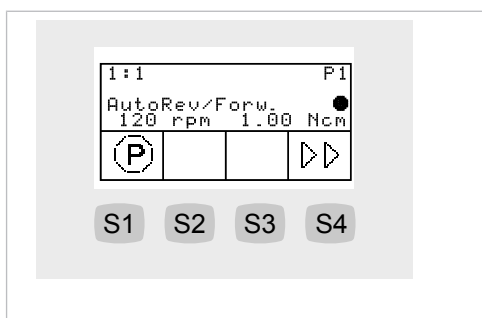 1:1 P1
AutoRev/Forw.
120 rpm 1.00 Ncm
P
S1 S2 S3 S4